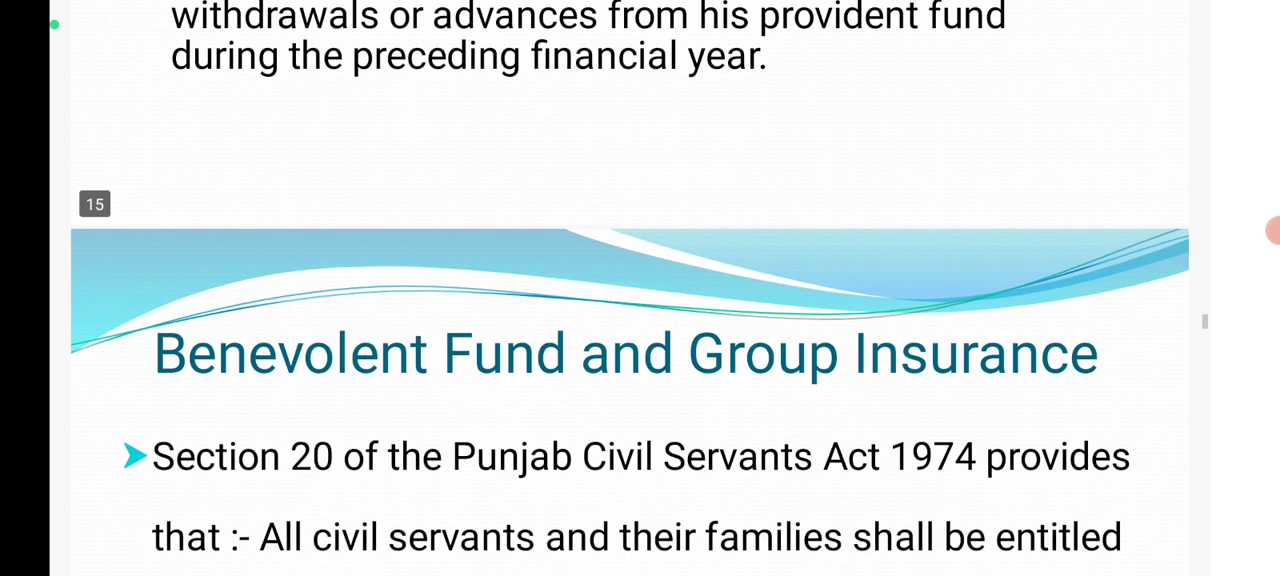 withdrawals or advances from his provident fund
during the preceding financial year.
15
Benevolent Fund and Group Insurance
Section 20 of the Punjab Civil Servants Act 1974 provides
that :- All civil servants and their families shall be entitled